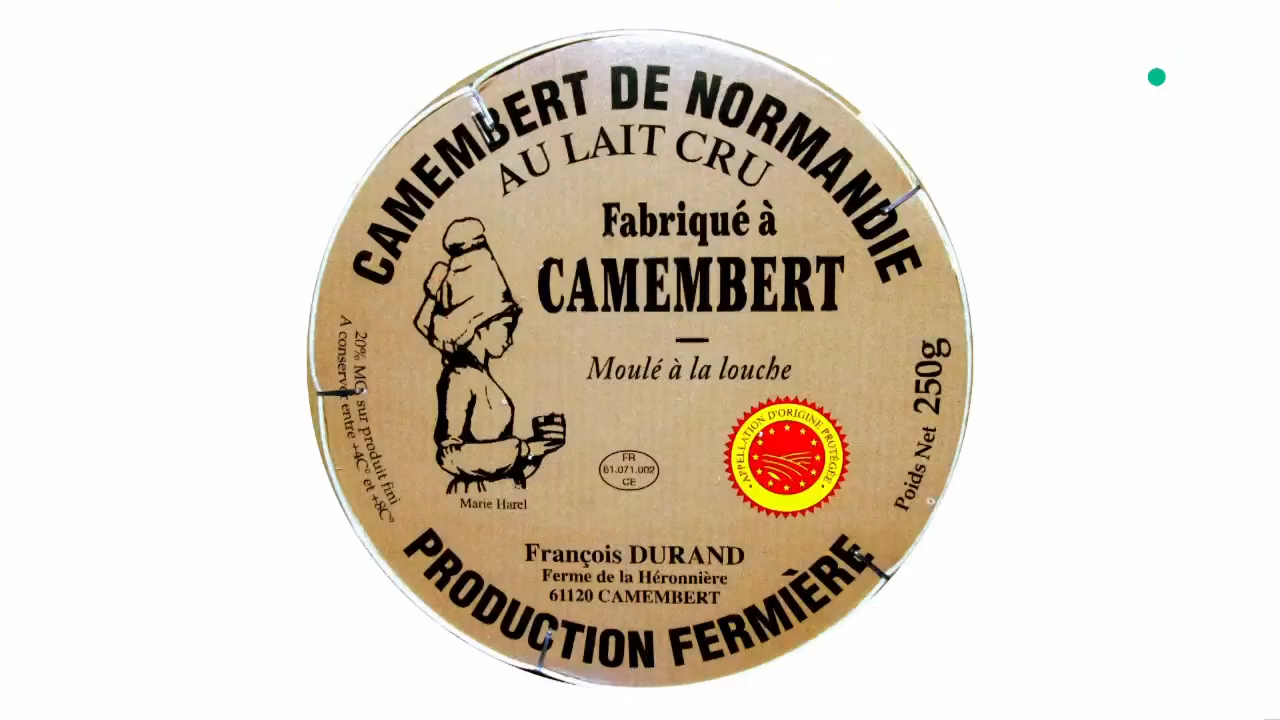 CAMEMBERT DE NORMANDIE
AU LAIT CRU
Fabriqué à
CAMEMBERT
Moulé à la louche
20% MG sur produit fini
A conserver entre +4C° et +8C°
Poids Net 250g
APPELLATION D'ORIGINE PROTÉGÉE
FR
61.071.002
CE
Marie Harel
François DURAND
Ferme de la Héronnière
61120 CAMEMBERT
PRODUCTION FERMIÈRE